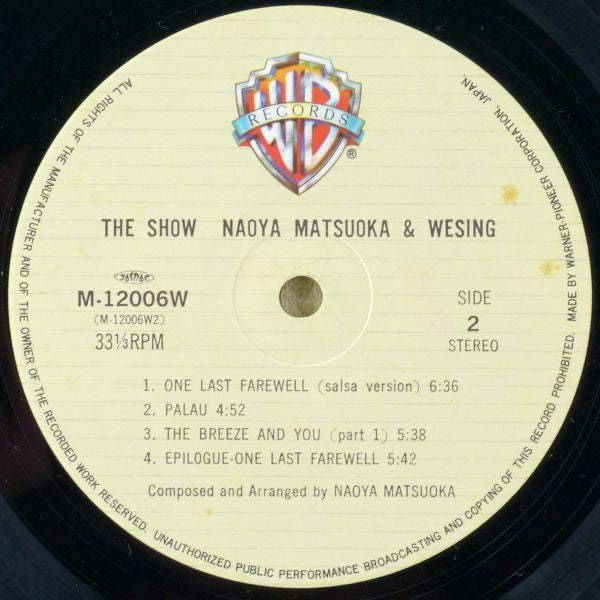 WB
RECORDS
®
THE SHOW NAOYA MATSUOKA & WESING
JASRAC
M-12006W
(M-12006W2)
33⅓RPM
SIDE
2
STEREO
1. ONE LAST FAREWELL (salsa version) 6:36
2. PALAU 4:52
3. THE BREEZE AND YOU (part 1) 5:38
4. EPILOGUE-ONE LAST FAREWELL 5:42
Composed and Arranged by NAOYA MATSUOKA
ALL RIGHTS OF THE MANUFACTURER AND OF THE OWNER OF THE RECORDED WORK RESERVED. UNAUTHORIZED PUBLIC PERFORMANCE BROADCASTING AND COPYING OF THIS RECORD PROHIBITED. MADE BY WARNER-PIONEER CORPORATION, JAPAN.